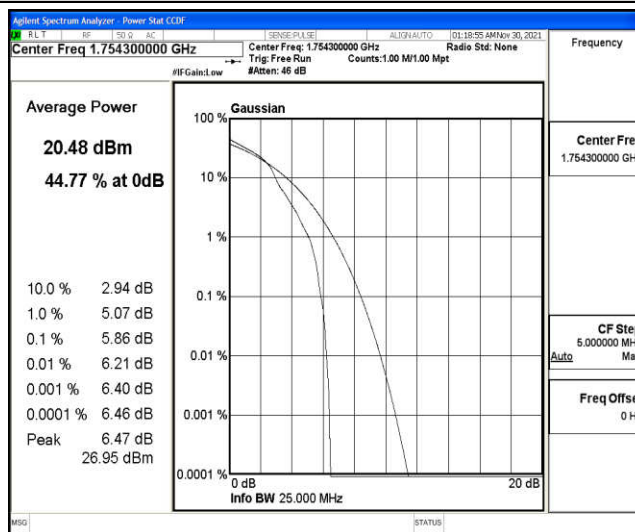 Agilent Spectrum Analyzer - Power Stat CCDF
RLT RF 50 Ω AC SENSE:PULSE ALIGNAUTO 01:18:55 AM Nov 30, 2021
Center Freq 1.754300000 GHz
Center Freq: 1.754300000 GHz Radio Std: None
Trig: Free Run Counts:1.00 M/1.00 Mpt
#IFGain:Low #Atten: 46 dB
Frequency
Average Power
20.48 dBm
44.77 % at 0dB
10.0 % 2.94 dB
1.0 % 5.07 dB
0.1 % 5.86 dB
0.01 % 6.21 dB
0.001 % 6.40 dB
0.0001 % 6.46 dB
Peak 6.47 dB
26.95 dBm
Gaussian
100 %
10 %
1 %
0.1 %
0.01 %
0.001 %
0.0001 %
0 dB 20 dB
Info BW 25.000 MHz
Center Fre
1.754300000 GH
CF Ste
5.000000 MH
Auto Ma
Freq Offse
0 H
MSG STATUS